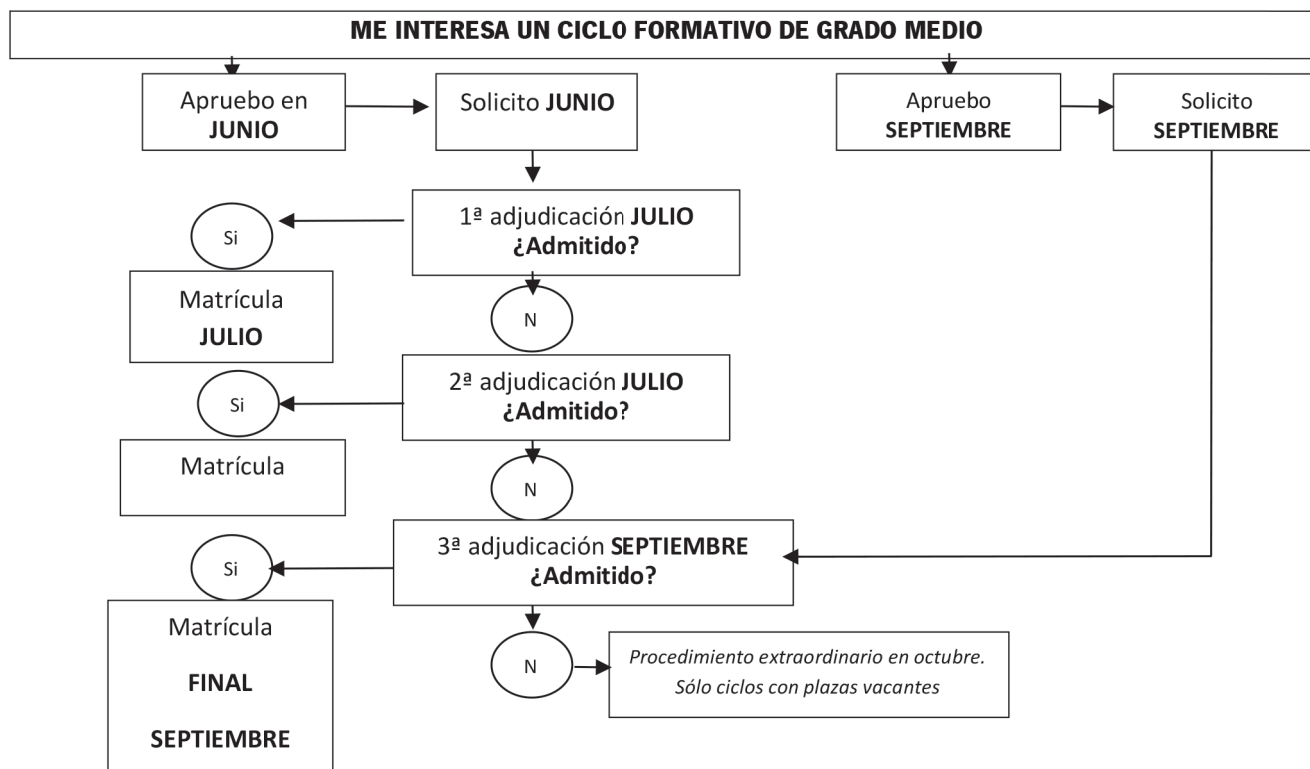 ME INTERESA UN CICLO FORMATIVO DE GRADO MEDIO
Apruebo en
JUNIO
Solicito JUNIO
Apruebo
SEPTIEMBRE
Solicito
SEPTIEMBRE
1ª adjudicación JULIO
¿Admitido?
Si
Matrícula
JULIO
N
2ª adjudicación JULIO
¿Admitido?
Si
Matrícula
N
3ª adjudicación SEPTIEMBRE
¿Admitido?
Si
Matrícula
FINAL
SEPTIEMBRE
N
Procedimiento extraordinario en octubre.
Sólo ciclos con plazas vacantes